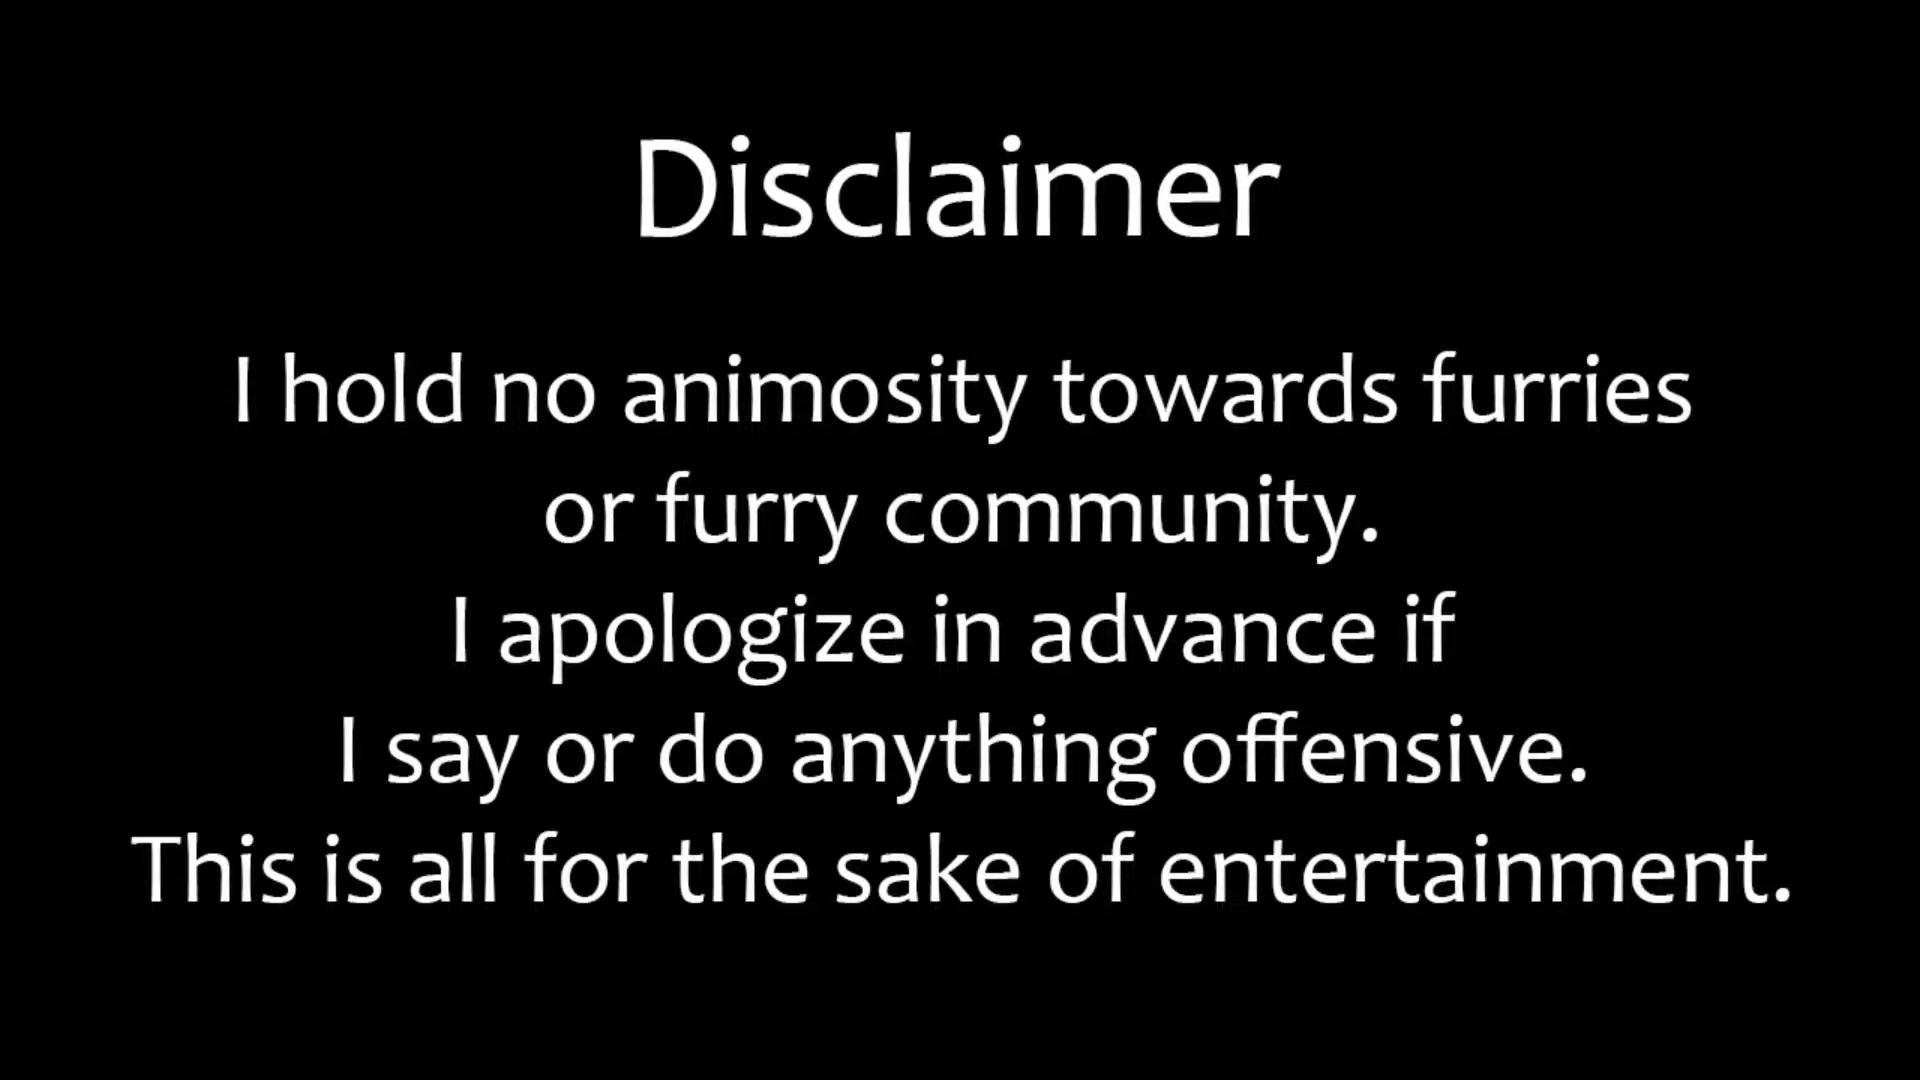 Disclaimer
I hold no animosity towards furries
or furry community.
I apologize in advance if
I say or do anything offensive.
This is all for the sake of entertainment.